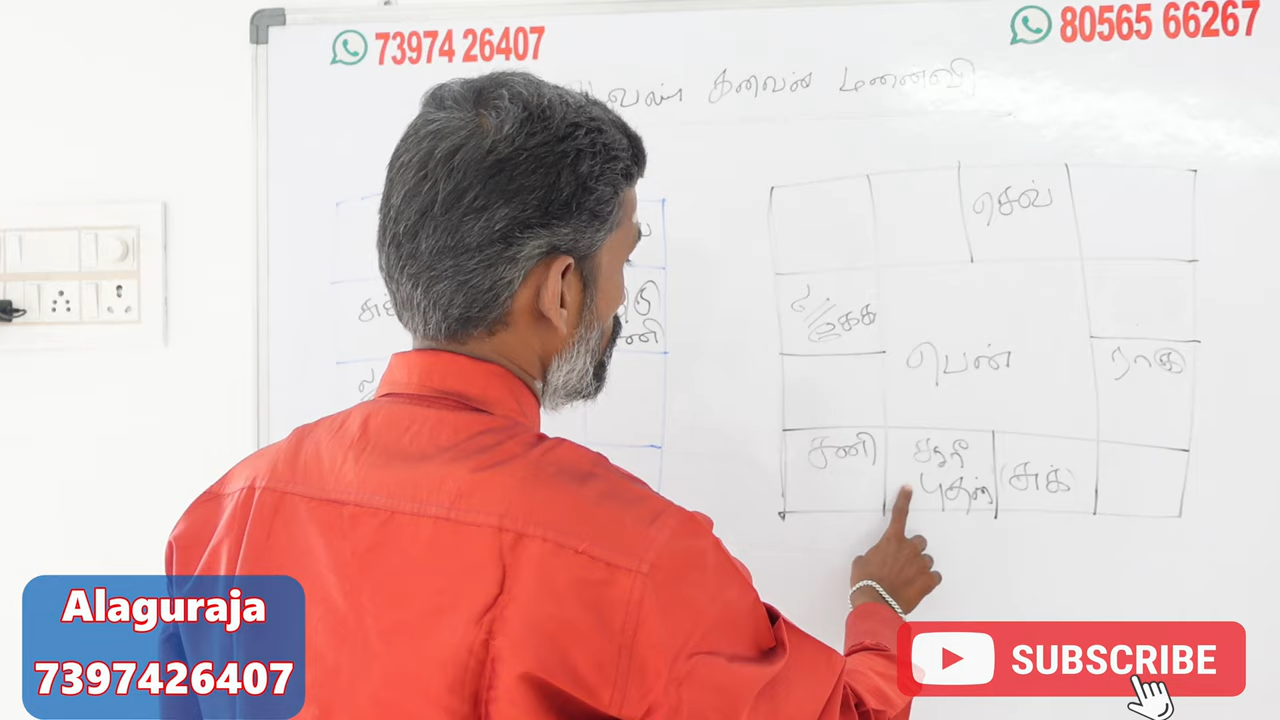 73974 26407
80565 66267
கணவன் மனைவி
செவ்
பெண்
ராகு
சனி
சூரி
புதன்
சுக்
Alaguraja
7397426407
SUBSCRIBE